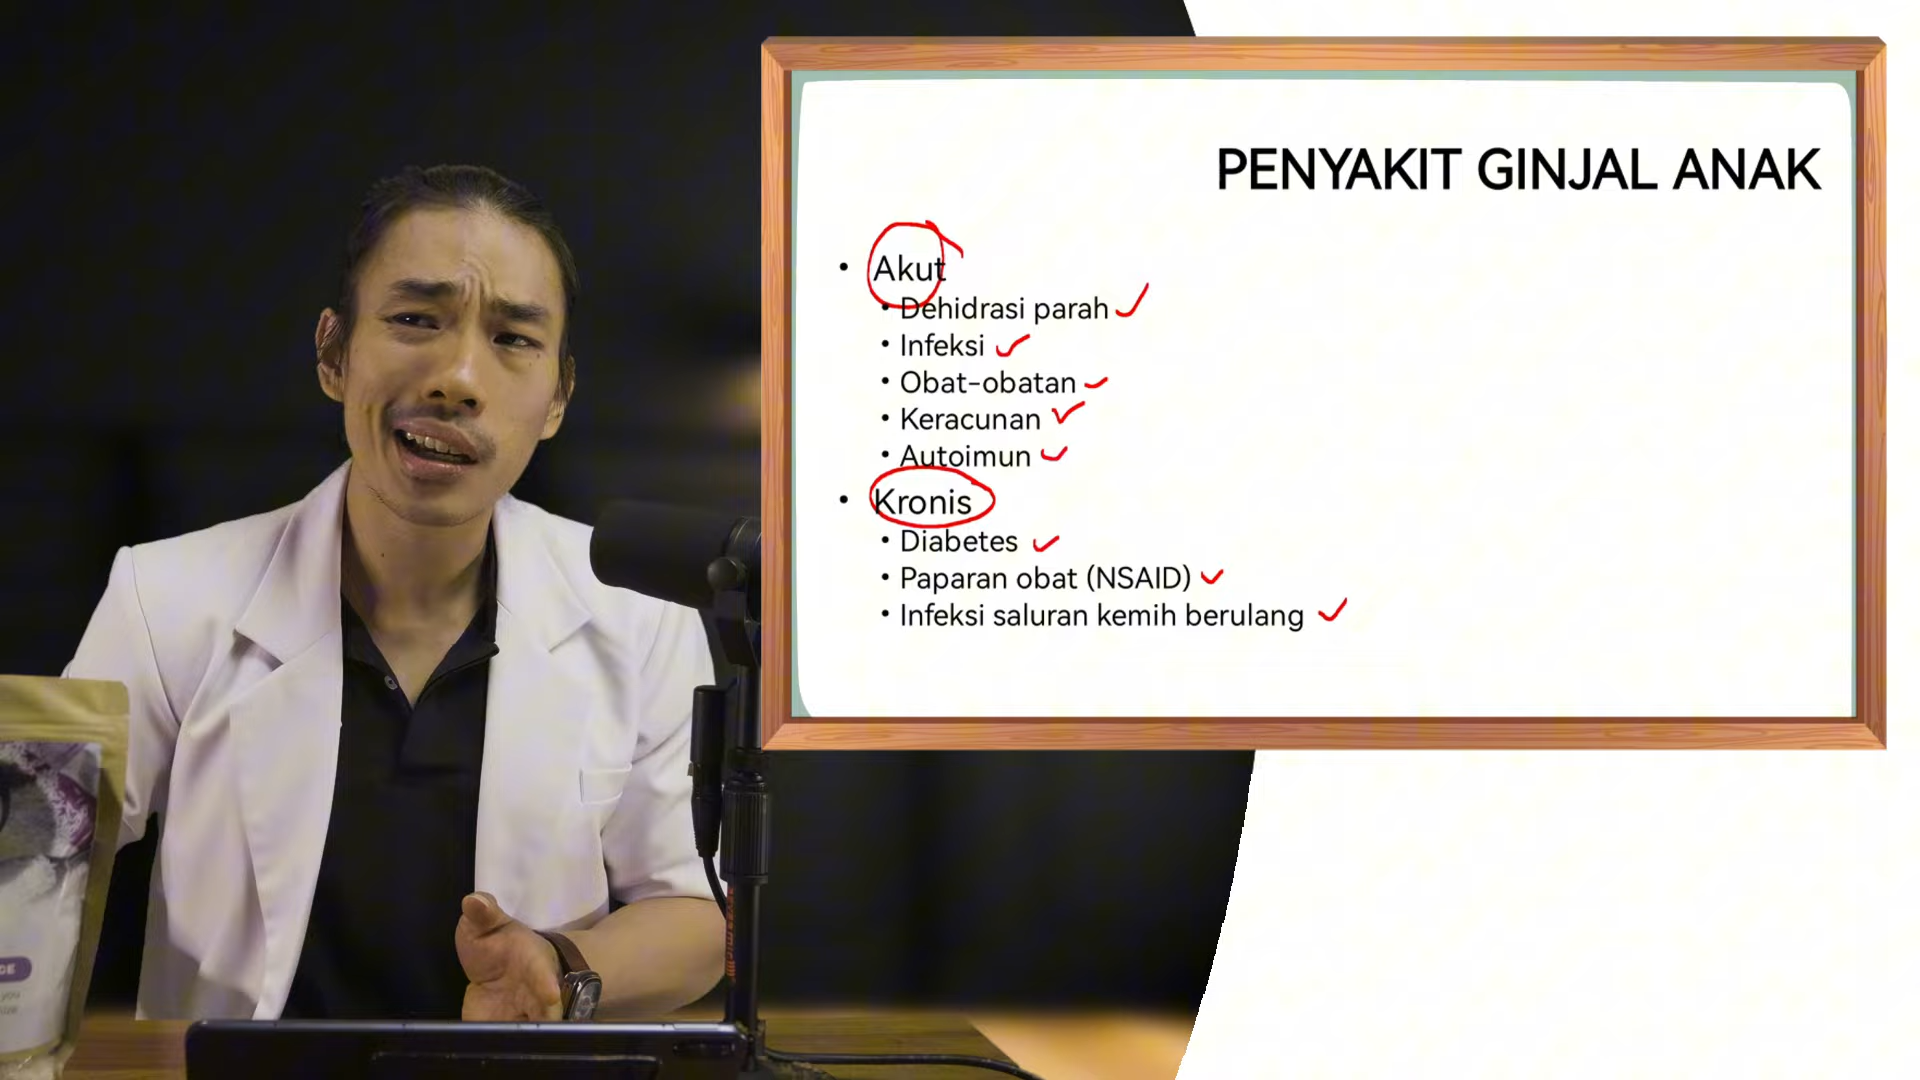 PENYAKIT GINJAL ANAK
• Akut
• Dehidrasi parah
• Infeksi
• Obat-obatan
• Keracunan
• Autoimun
• Kronis
• Diabetes
• Paparan obat (NSAID)
• Infeksi saluran kemih berulang
you